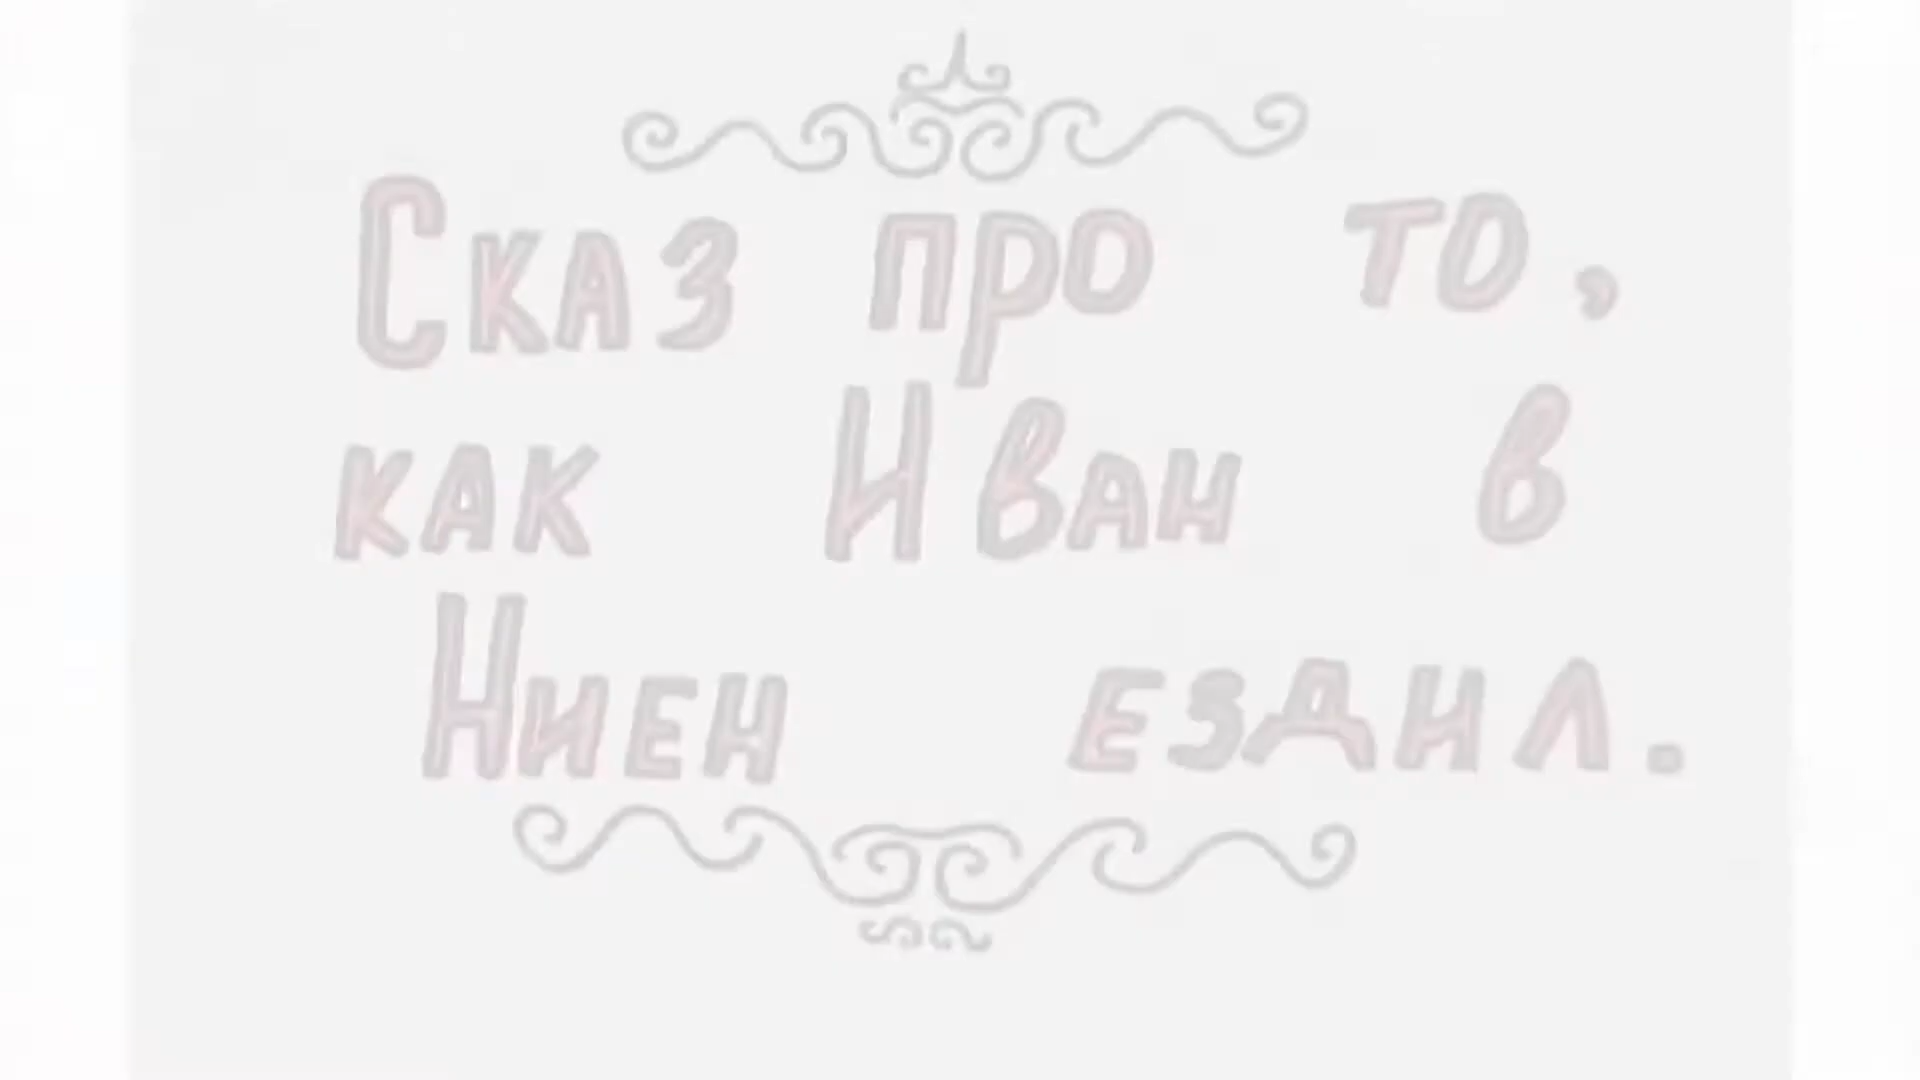 Сказ про то,
как Иван в
Ниен ездил.